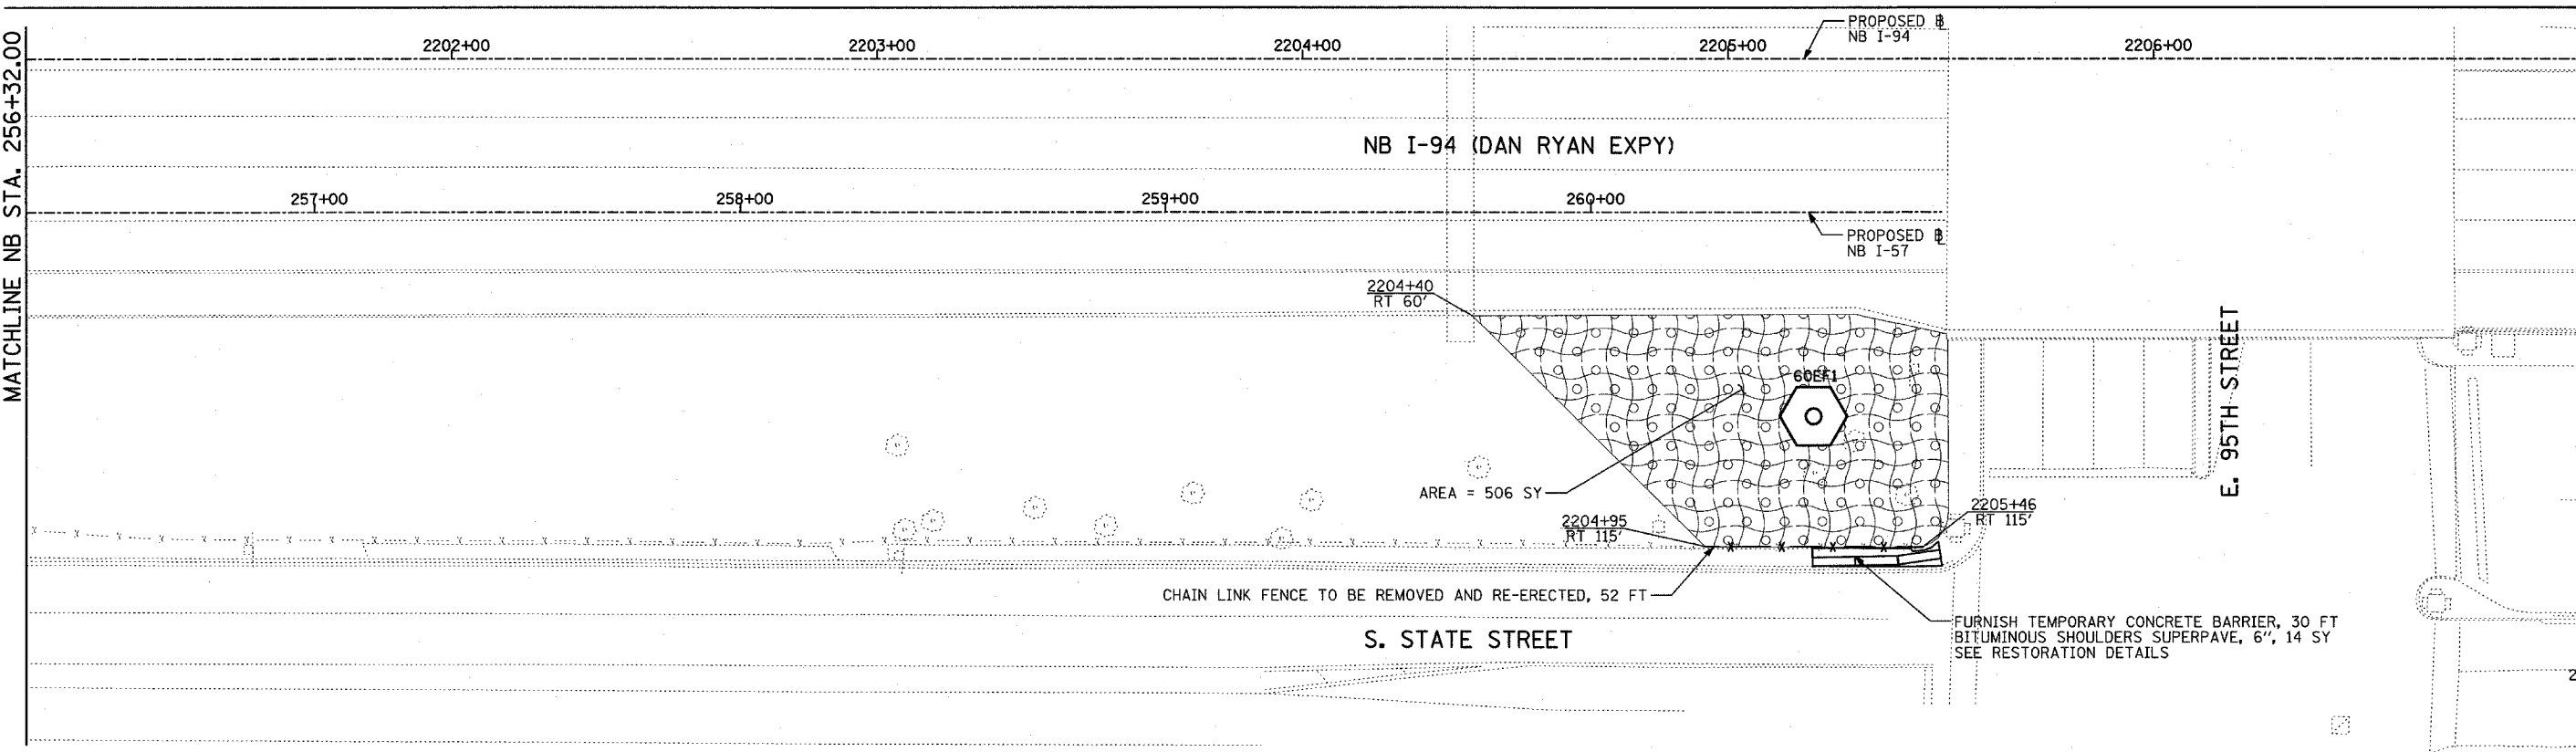 PROPOSED B
NB I-94
2202+00
2203+00
2204+00
2205+00
2206+00
MATCHLINE NB STA. 256+32.00
NB I-94 (DAN RYAN EXPY)
257+00
258+00
259+00
260+00
PROPOSED B
NB I-57
2204+40
RT 60'
60EF1
E. 95TH STREET
AREA = 506 SY
2204+95
RT 115'
2205+46
RT 115'
CHAIN LINK FENCE TO BE REMOVED AND RE-ERECTED, 52 FT
S. STATE STREET
FURNISH TEMPORARY CONCRETE BARRIER, 30 FT
BITUMINOUS SHOULDERS SUPERPAVE, 6", 14 SY
SEE RESTORATION DETAILS
2